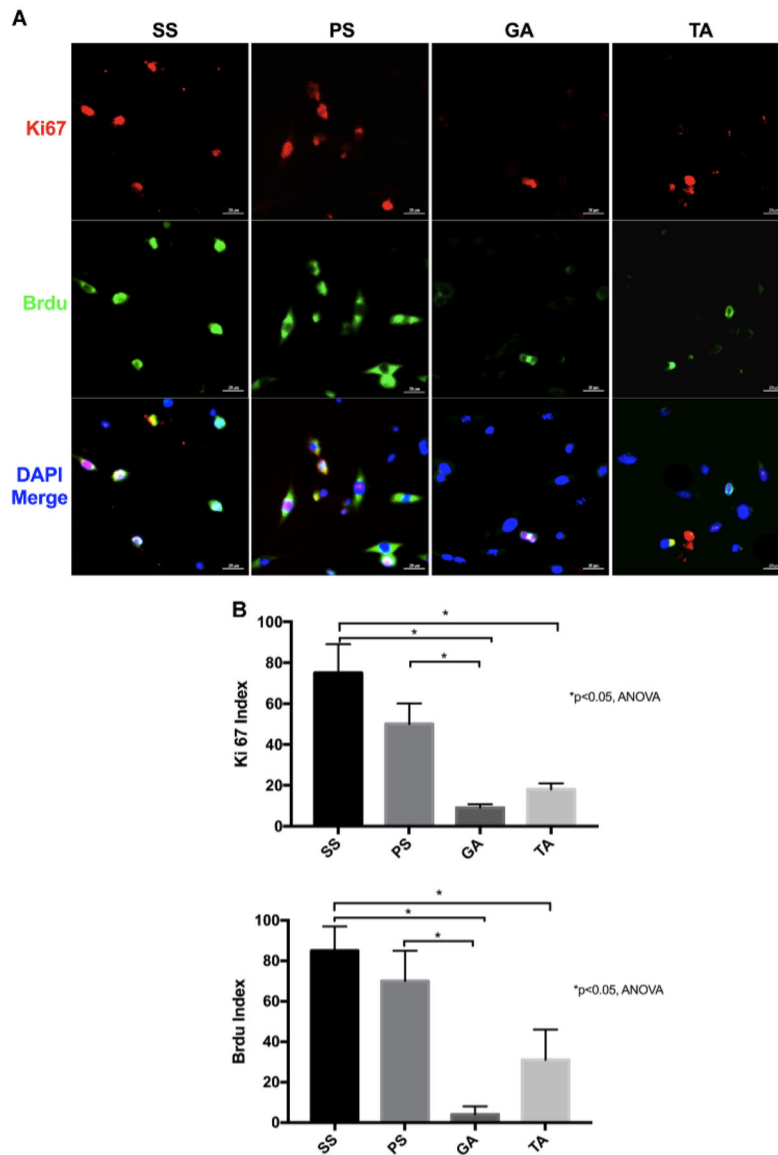 A
SS PS GA TA
Ki67
Brdu
DAPI
Merge
B
Ki 67 Index
100
80
60
40
20
0
*
*
*
*p<0.05, ANOVA
SS PS GA TA
Brdu Index
100
80
60
40
20
0
*
*
*
*p<0.05, ANOVA
SS PS GA TA